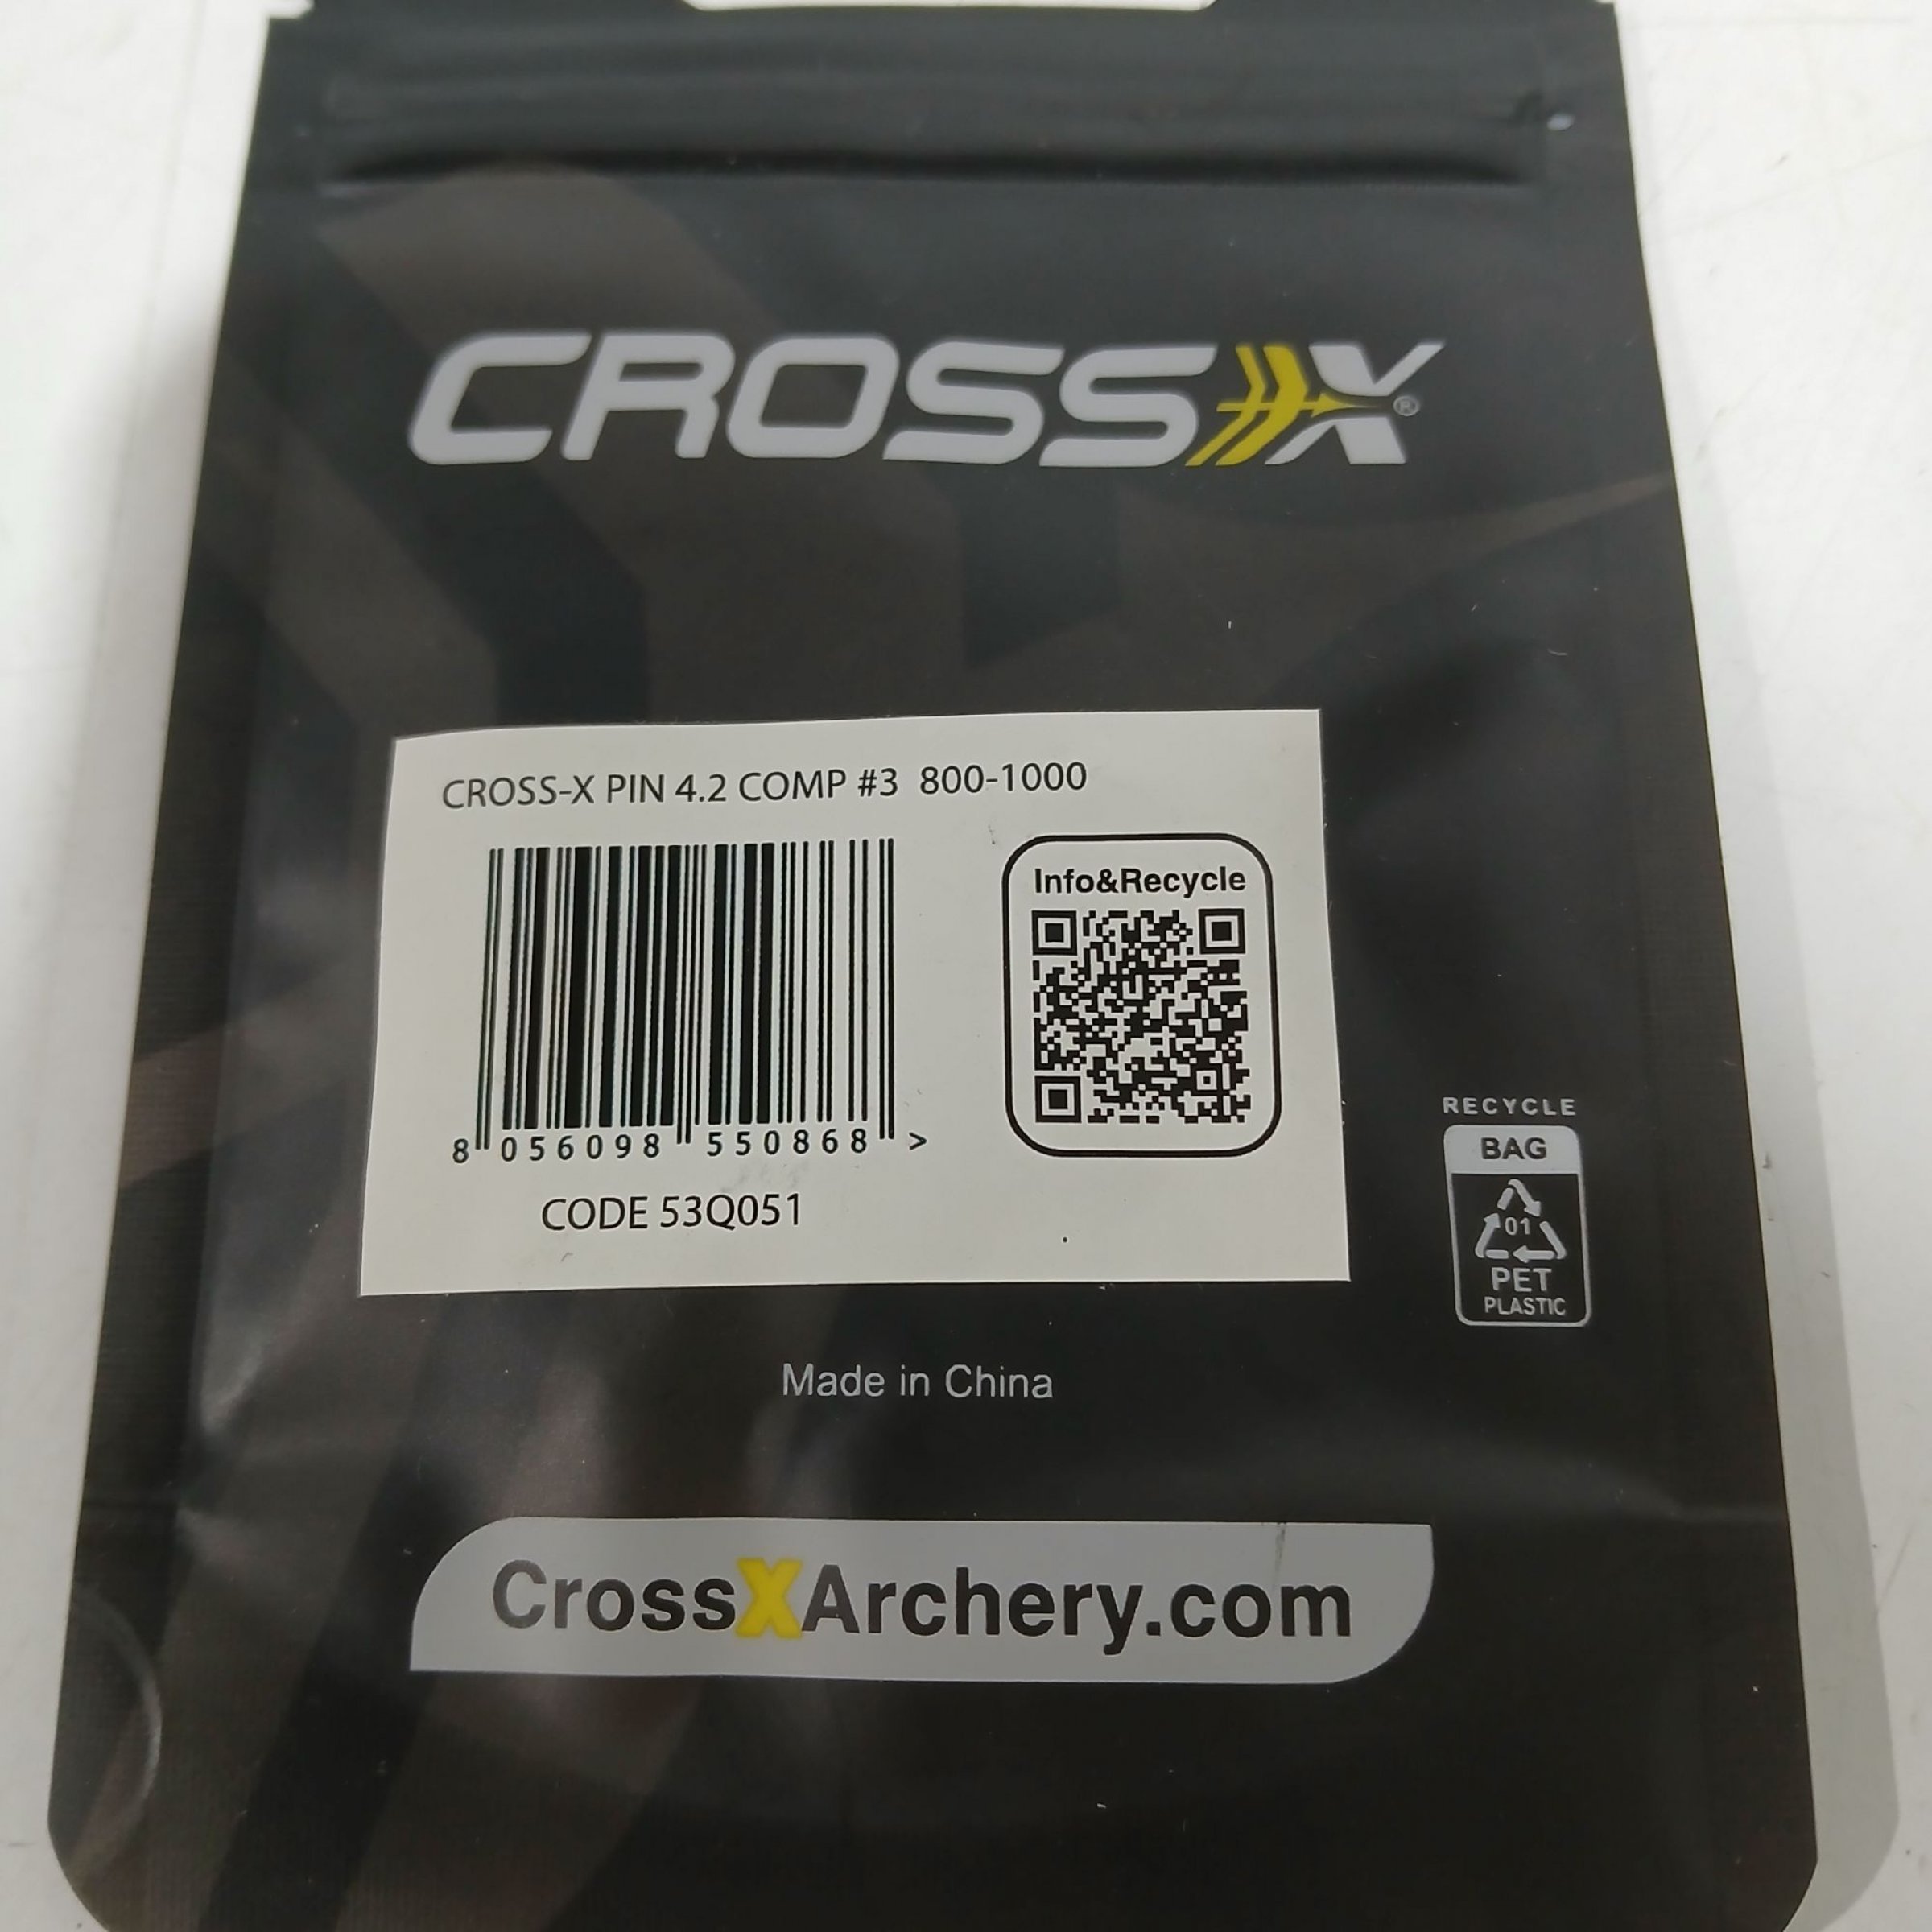 CROSSX®
CROSS-X PIN 4.2 COMP #3 800-1000
Info&Recycle
8 056098 550868 >
CODE 53Q051
RECYCLE
BAG
01
PET
PLASTIC
Made in China
CrossXArchery.com